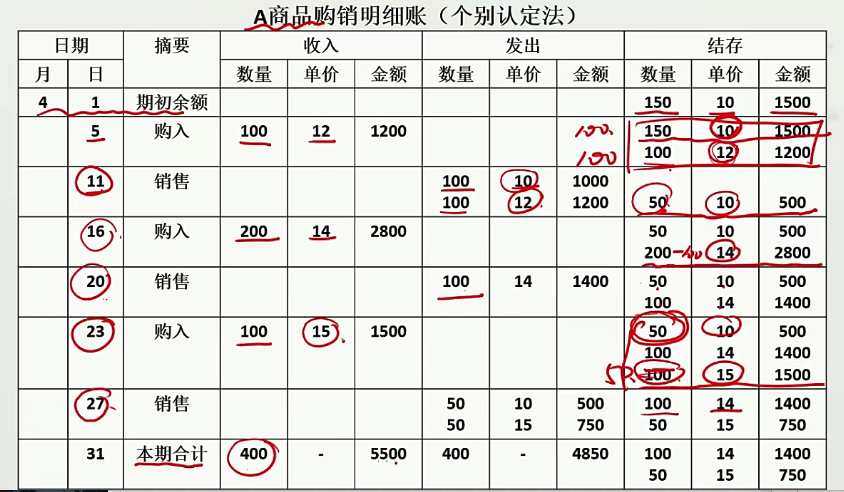 A商品购销明细账（个别认定法）
日期 摘要 收入 发出 结存
月 日 数量 单价 金额 数量 单价 金额 数量 单价 金额
4 1 期初余额 150 10 1500
5 购入 100 12 1200 100 150 10 1500
100 100 12 1200
11 销售 100 10 1000
100 12 1200 50 10 500
16 购入 200 14 2800 50 10 500
200 -100 14 2800
20 销售 100 14 1400 50 10 500
100 14 1400
23 购入 100 15 1500 50 10 500
100 14 1400
50 100 15 1500
27 销售 50 10 500 100 14 1400
50 15 750 50 15 750
31 本期合计 400 - 5500 400 - 4850 100 14 1400
50 15 750